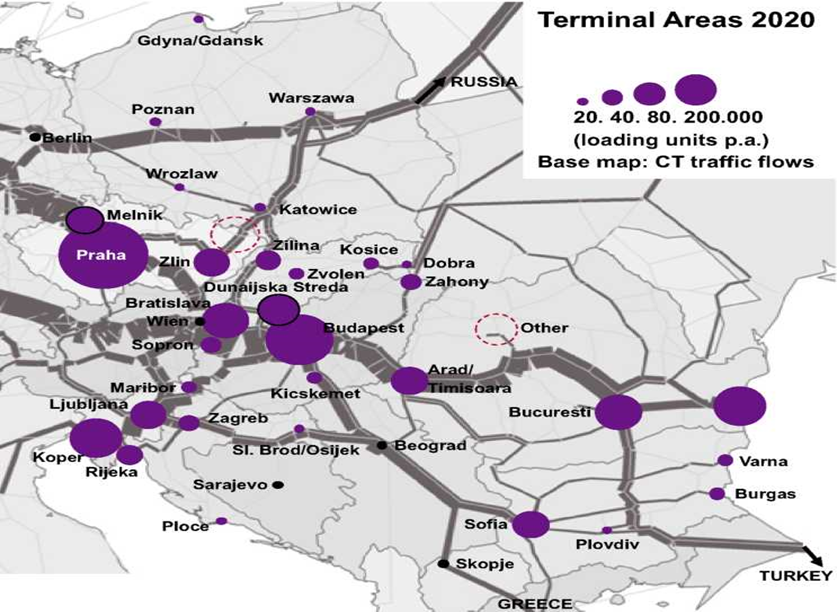 Terminal Areas 2020
20. 40. 80. 200.000
(loading units p.a.)
Base map: CT traffic flows
Gdyna/Gdansk
RUSSIA
Warszawa
Poznan
Berlin
Wrozlaw
Katowice
Melnik
Praha
Zlin
Zilina
Kosice
Dobra
Zvolen
Zahony
Dunaijska Streda
Bratislava
Wien
Budapest
Other
Sopron
Arad/
Timisoara
Maribor
Kicskemet
Ljubljana
Zagreb
Bucuresti
Koper
Rijeka
Sl. Brod/Osijek
Beograd
Varna
Sarajevo
Burgas
Ploce
Sofia
Plovdiv
Skopje
TURKEY
GREECE